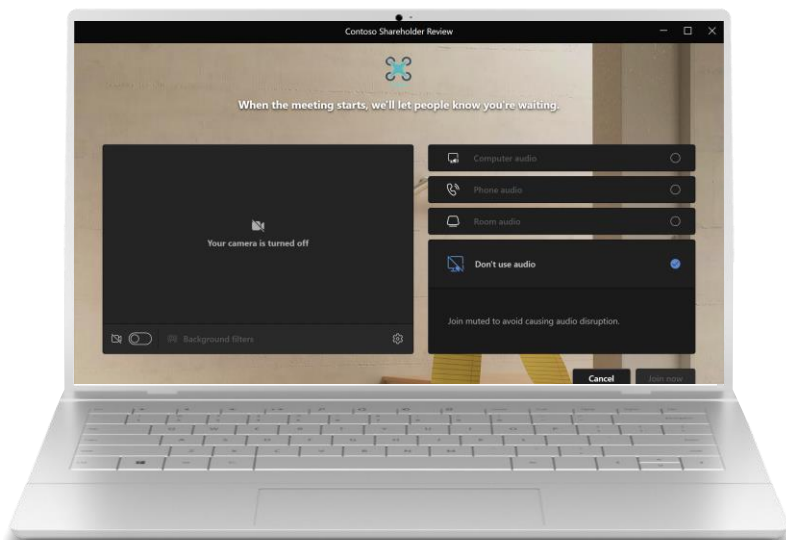 Contoso Shareholder Review
When the meeting starts, we'll let people know you're waiting.
Your camera is turned off
Background filters
Computer audio
Phone audio
Room audio
Don't use audio
Join muted to avoid causing audio disruption.
Cancel
Join now